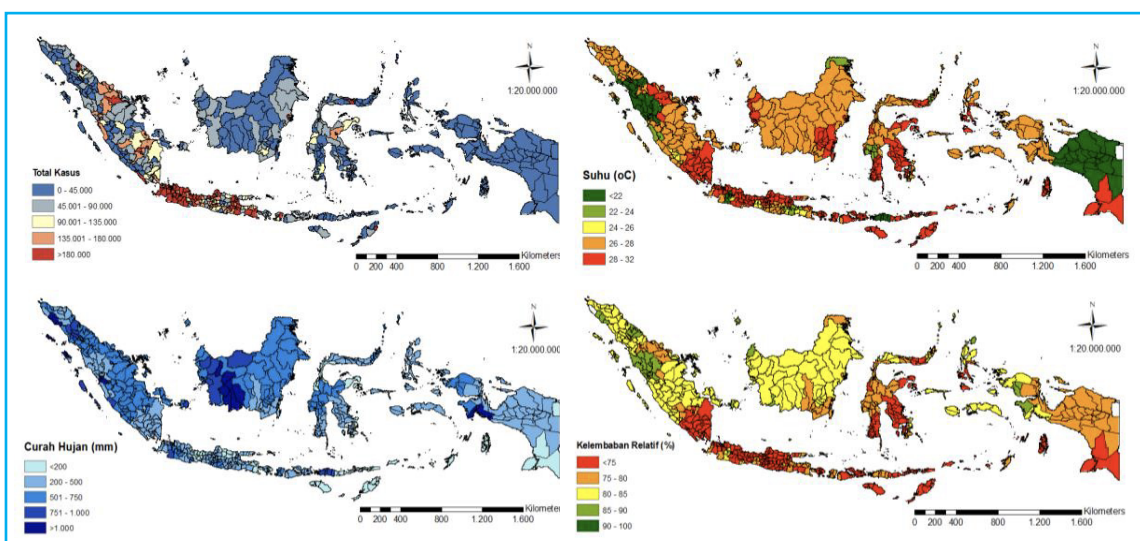 N
1:20.000.000
Total Kasus
0 - 45.000
45.001 - 90.000
90.001 - 135.000
135.001 - 180.000
>180.000
Kilometers
0 200 400 800 1.200 1.600
N
1:20.000.000
Suhu (oC)
<22
22 - 24
24 - 26
26 - 28
28 - 32
Kilometers
0 200 400 800 1.200 1.600
N
1:20.000.000
Curah Hujan (mm)
<200
200 - 500
501 - 750
751 - 1.000
>1.000
Kilometers
0 200 400 800 1.200 1.600
N
1:20.000.000
Kelembaban Relatif (%)
<75
75 - 80
80 - 85
85 - 90
90 - 100
Kilometers
0 200 400 800 1.200 1.600